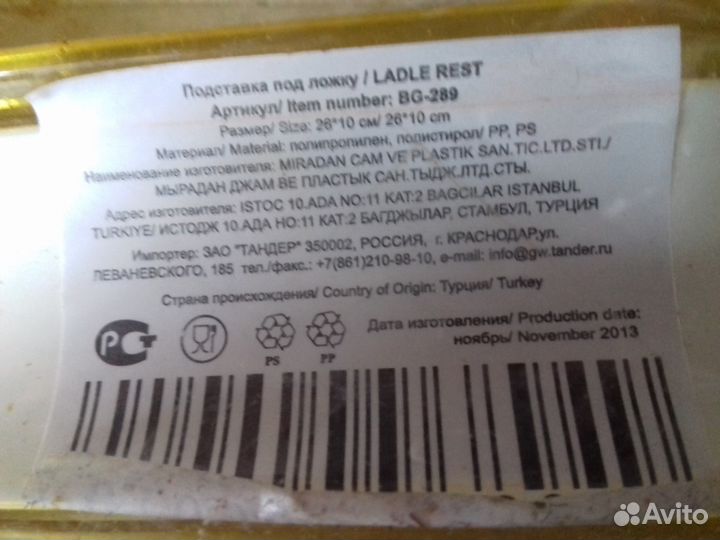 Подставка под ложку / LADLE REST
Артикул/ Item number: BG-289
Размер/ Size: 26*10 см/ 26*10 cm
Материал/ Material: полипропилен, полистирол/ PP, PS
Наименование изготовителя: MIRADAN CAM VE PLASTIK SAN.TIC.LTD.STI./
МЫРАДАН ДЖАМ ВЕ ПЛАСТЫК САН.ТЫДЖ.ЛТД.СТЫ.
Адрес изготовителя: ISTOC 10.ADA NO:11 KAT:2 BAGCILAR ISTANBUL
TURKIYE/ ИСТОДЖ 10.АДА НО:11 КАТ:2 БАГДЖЫЛАР, СТАМБУЛ, ТУРЦИЯ
Импортер: ЗАО "ТАНДЕР" 350002, РОССИЯ, г. КРАСНОДАР,ул.
ЛЕВАНЕВСКОГО, 185 тел./факс.: +7(861)210-98-10, e-mail: info@gw.tander.ru
Страна происхождения/ Country of Origin: Турция/ Turkey
Дата изготовления/ Production date:
ноябрь/ November 2013
РСТ
PS PP
Avito